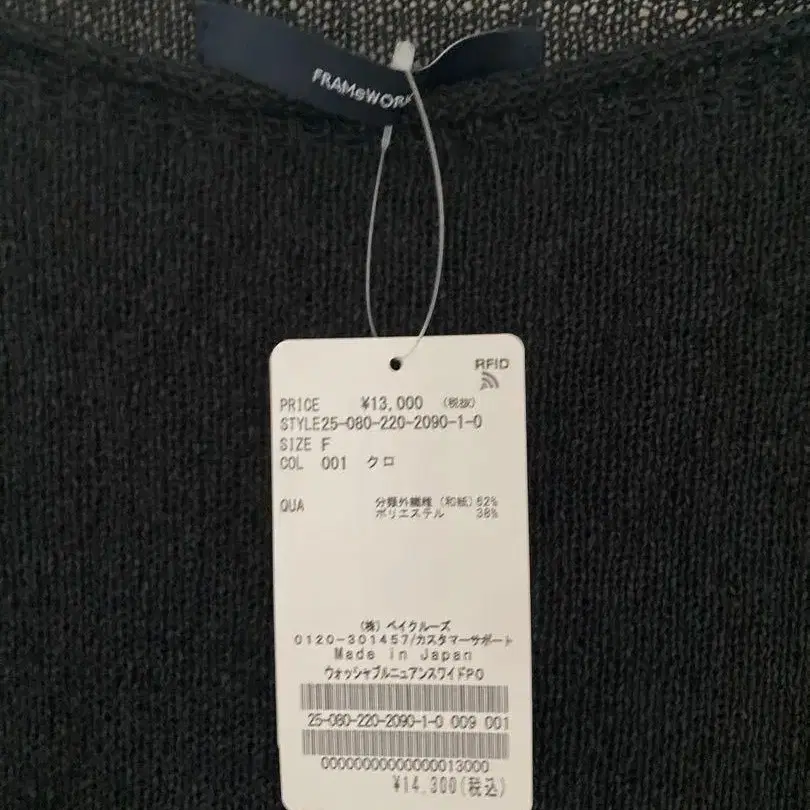 FRAMeWORK
RFID
PRICE ¥13,000 (税抜)
STYLE25-080-220-2090-1-0
SIZE F
COL 001 クロ
QUA 分類外繊維(和紙)62%
ポリエステル 38%
(株)ベイクルーズ
0120-301457/カスタマーサポート
Made in Japan
ウォッシャブルニュアンスワイドPO
25-080-220-2090-1-0 009 001
00000000000000013000
¥14,300(税込)